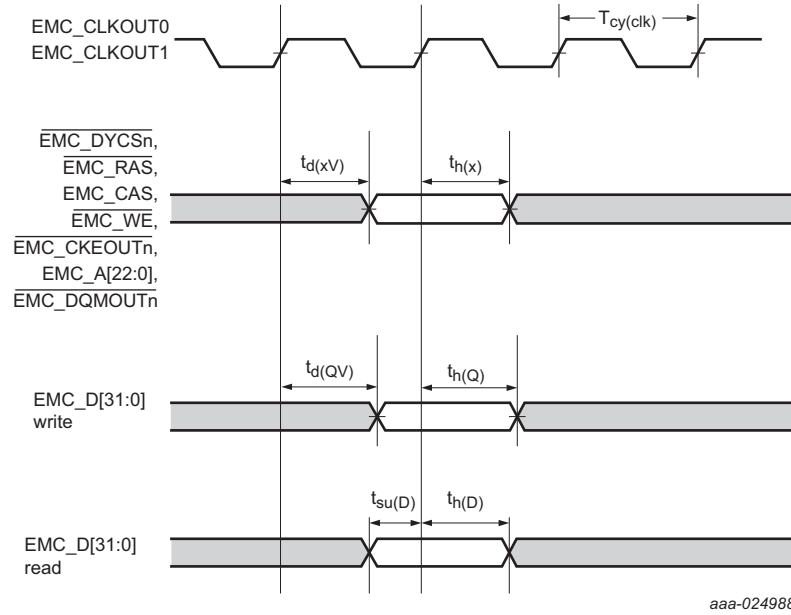 EMC_CLKOUT0
EMC_CLKOUT1
Tcy(clk)
EMC_DYCSn,
EMC_RAS,
EMC_CAS,
EMC_WE,
EMC_CKEOUTn,
EMC_A[22:0],
EMC_DQMOUTn
td(xV)
th(x)
td(QV)
th(Q)
EMC_D[31:0]
write
tsu(D)
th(D)
EMC_D[31:0]
read
aaa-024988